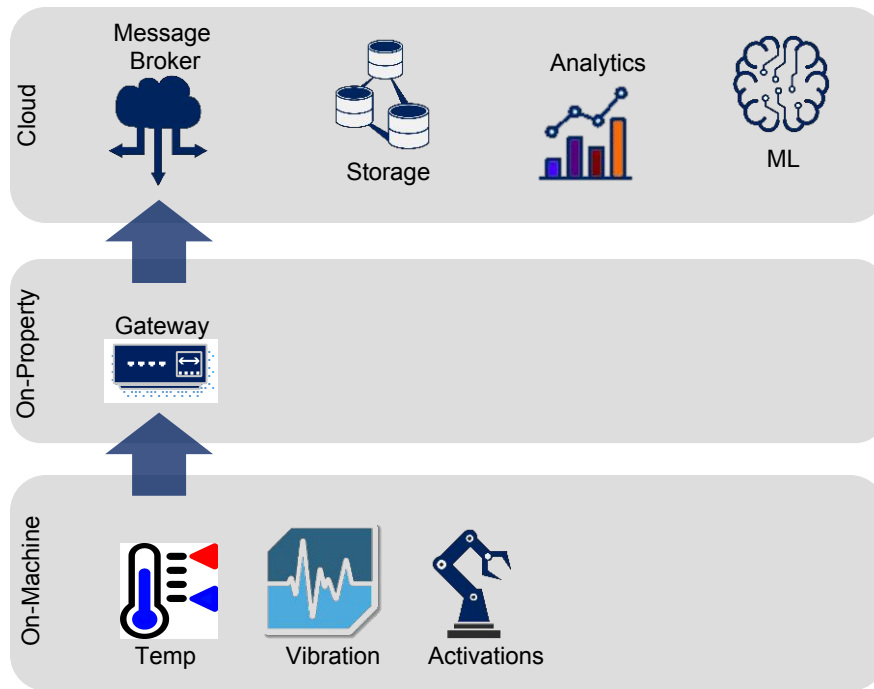 Cloud
Message
Broker
Storage
Analytics
ML
On-Property
Gateway
On-Machine
Temp
Vibration
Activations